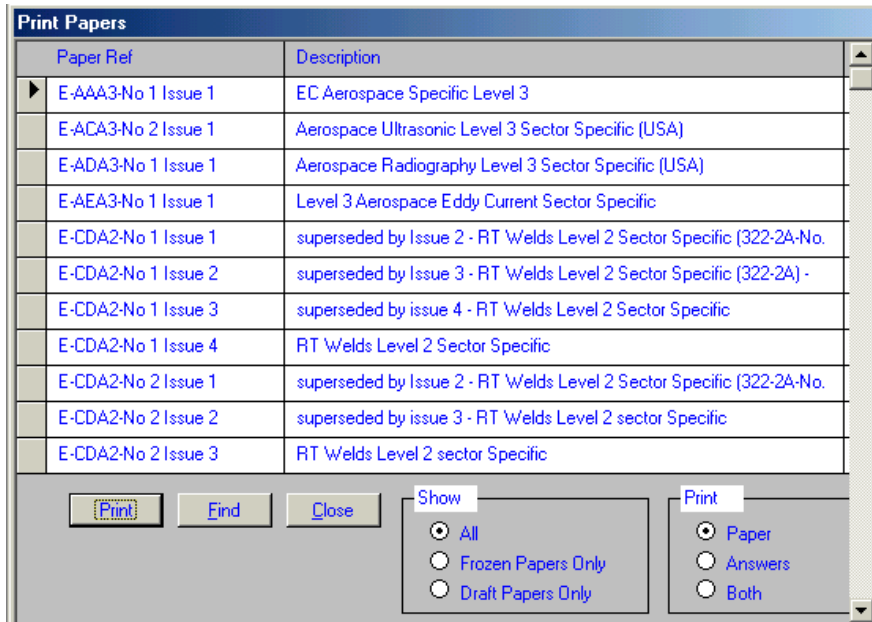 Print Papers
Paper Ref Description
E-AAA3-No 1 Issue 1 EC Aerospace Specific Level 3
E-ACA3-No 2 Issue 1 Aerospace Ultrasonic Level 3 Sector Specific (USA)
E-ADA3-No 1 Issue 1 Aerospace Radiography Level 3 Sector Specific (USA)
E-AEA3-No 1 Issue 1 Level 3 Aerospace Eddy Current Sector Specific
E-CDA2-No 1 Issue 1 superseded by Issue 2 - RT Welds Level 2 Sector Specific (322-2A-No.
E-CDA2-No 1 Issue 2 superseded by Issue 3 - RT Welds Level 2 Sector Specific (322-2A) -
E-CDA2-No 1 Issue 3 superseded by issue 4 - RT Welds Level 2 Sector Specific
E-CDA2-No 1 Issue 4 RT Welds Level 2 Sector Specific
E-CDA2-No 2 Issue 1 superseded by Issue 2 - RT Welds Level 2 Sector Specific (322-2A-No.
E-CDA2-No 2 Issue 2 superseded by issue 3 - RT Welds Level 2 sector Specific
E-CDA2-No 2 Issue 3 RT Welds Level 2 sector Specific
Print Find Close
Show
All
Frozen Papers Only
Draft Papers Only
Print
Paper
Answers
Both